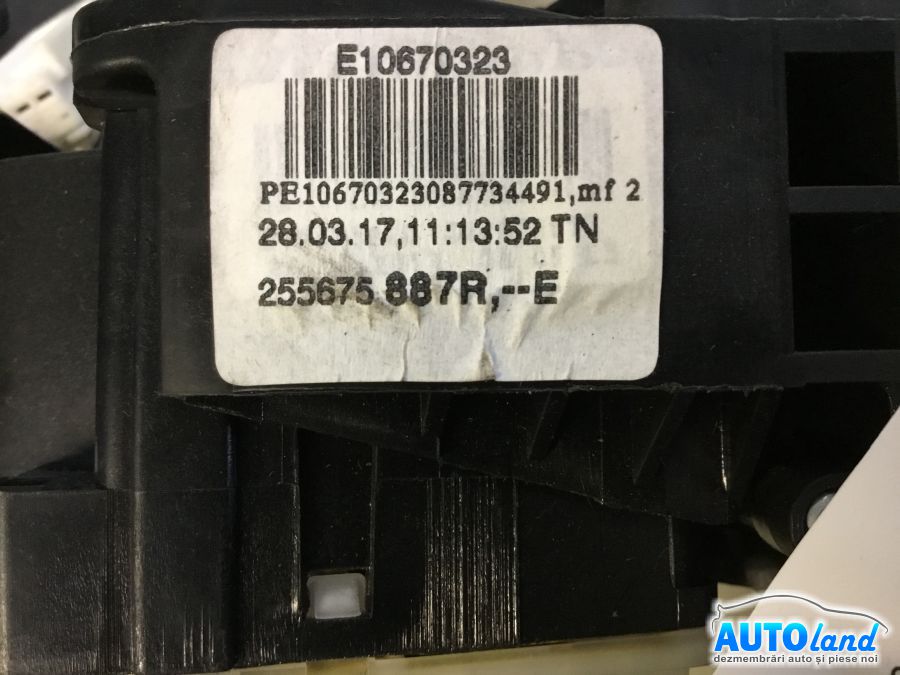 E10670323
PE10670323087734491,mf 2
28.03.17,11:13:52 TN
255675 887R,--E
AUTOland
dezmembrări auto și piese noi